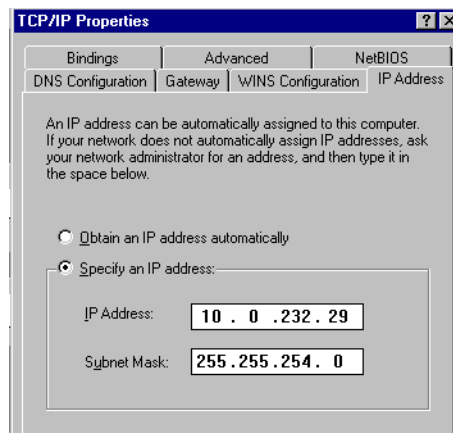 TCP/IP Properties
Bindings Advanced NetBIOS
DNS Configuration Gateway WINS Configuration IP Address
An IP address can be automatically assigned to this computer.
If your network does not automatically assign IP addresses, ask
your network administrator for an address, and then type it in
the space below.
Obtain an IP address automatically
Specify an IP address:
IP Address: 10 . 0 .232 . 29
Subnet Mask: 255.255.254. 0